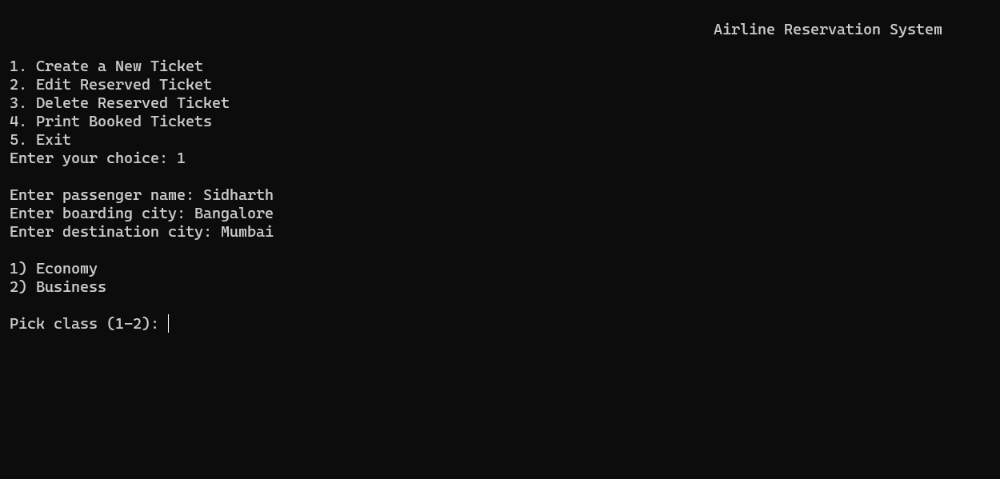 Airline Reservation System
1. Create a New Ticket
2. Edit Reserved Ticket
3. Delete Reserved Ticket
4. Print Booked Tickets
5. Exit
Enter your choice: 1
Enter passenger name: Sidharth
Enter boarding city: Bangalore
Enter destination city: Mumbai
1) Economy
2) Business
Pick class (1-2):